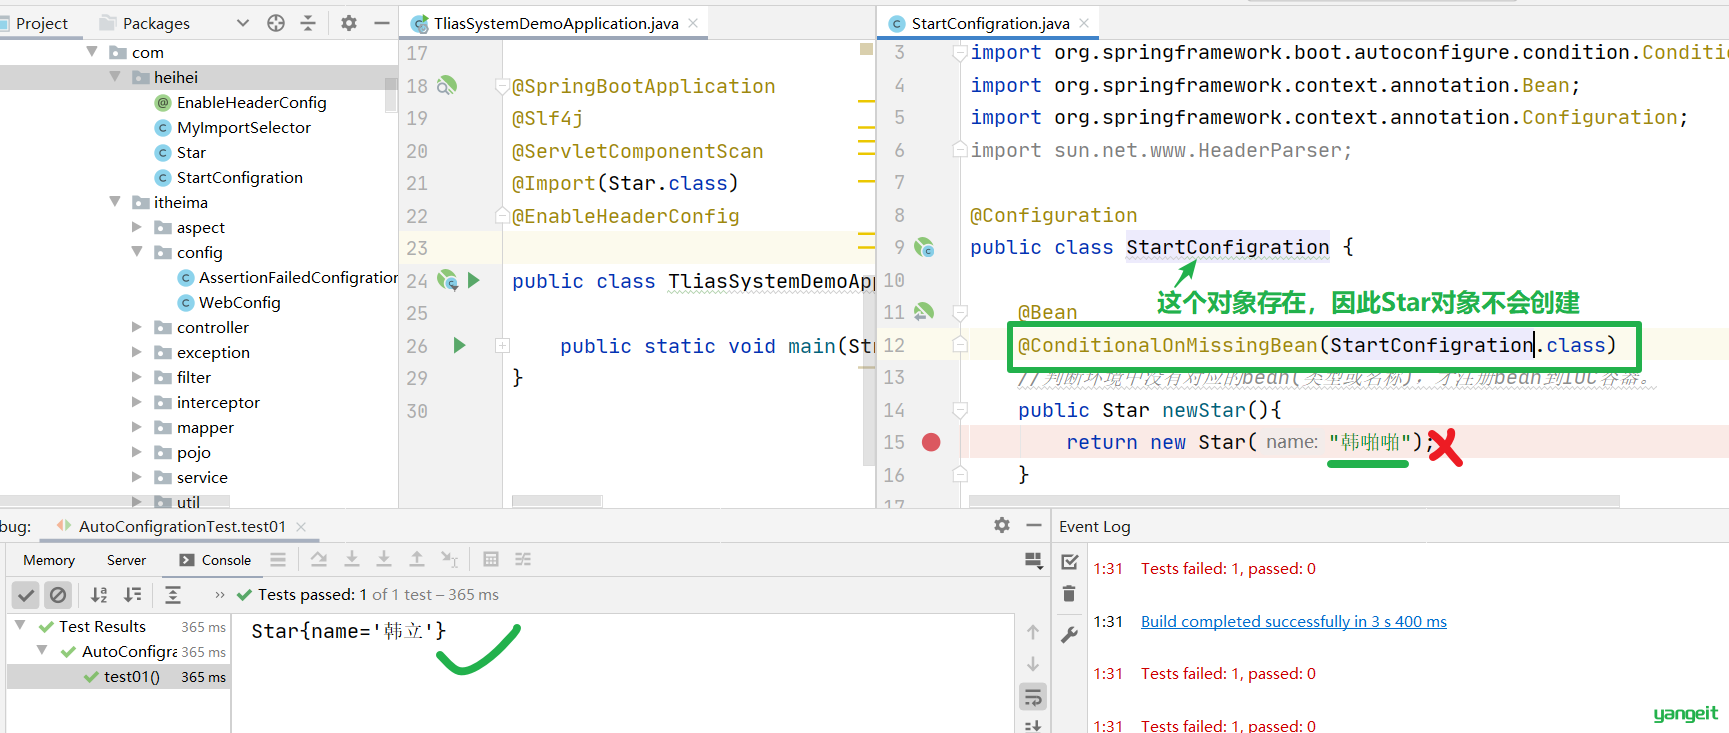 Project
Packages
com
heihei
EnableHeaderConfig
MyImportSelector
Star
StartConfigration
itheima
aspect
config
AssertionFailedConfigration
WebConfig
controller
exception
filter
interceptor
mapper
pojo
service
util
TliasSystemDemoApplication.java
17
18 @SpringBootApplication
19 @Slf4j
20 @ServletComponentScan
21 @Import(Star.class)
22 @EnableHeaderConfig
23
24 public class TliasSystemDemoApp
25
26 public static void main(Str
29 }
30
StartConfigration.java
3 import org.springframework.boot.autoconfigure.condition.Conditio
4 import org.springframework.context.annotation.Bean;
5 import org.springframework.context.annotation.Configuration;
6 import sun.net.www.HeaderParser;
7
8 @Configuration
9 public class StartConfigration {
10
这个对象存在，因此Star对象不会创建
11 @Bean
12 @ConditionalOnMissingBean(StartConfigration.class)
13 //判断环境中没有对应的bean(类型或名称)，才注册bean到IOC容器。
14 public Star newStar(){
15 return new Star( name: "韩啪啪");
16 }
17
bug:
AutoConfigrationTest.test01
Memory
Server
Console
Tests passed: 1 of 1 test – 365 ms
Test Results 365 ms
AutoConfigra 365 ms
test01() 365 ms
Star{name='韩立'}
Event Log
1:31 Tests failed: 1, passed: 0
1:31 Build completed successfully in 3 s 400 ms
1:31 Tests failed: 1, passed: 0
1:31 Tests failed: 1, passed: 0
yangeit